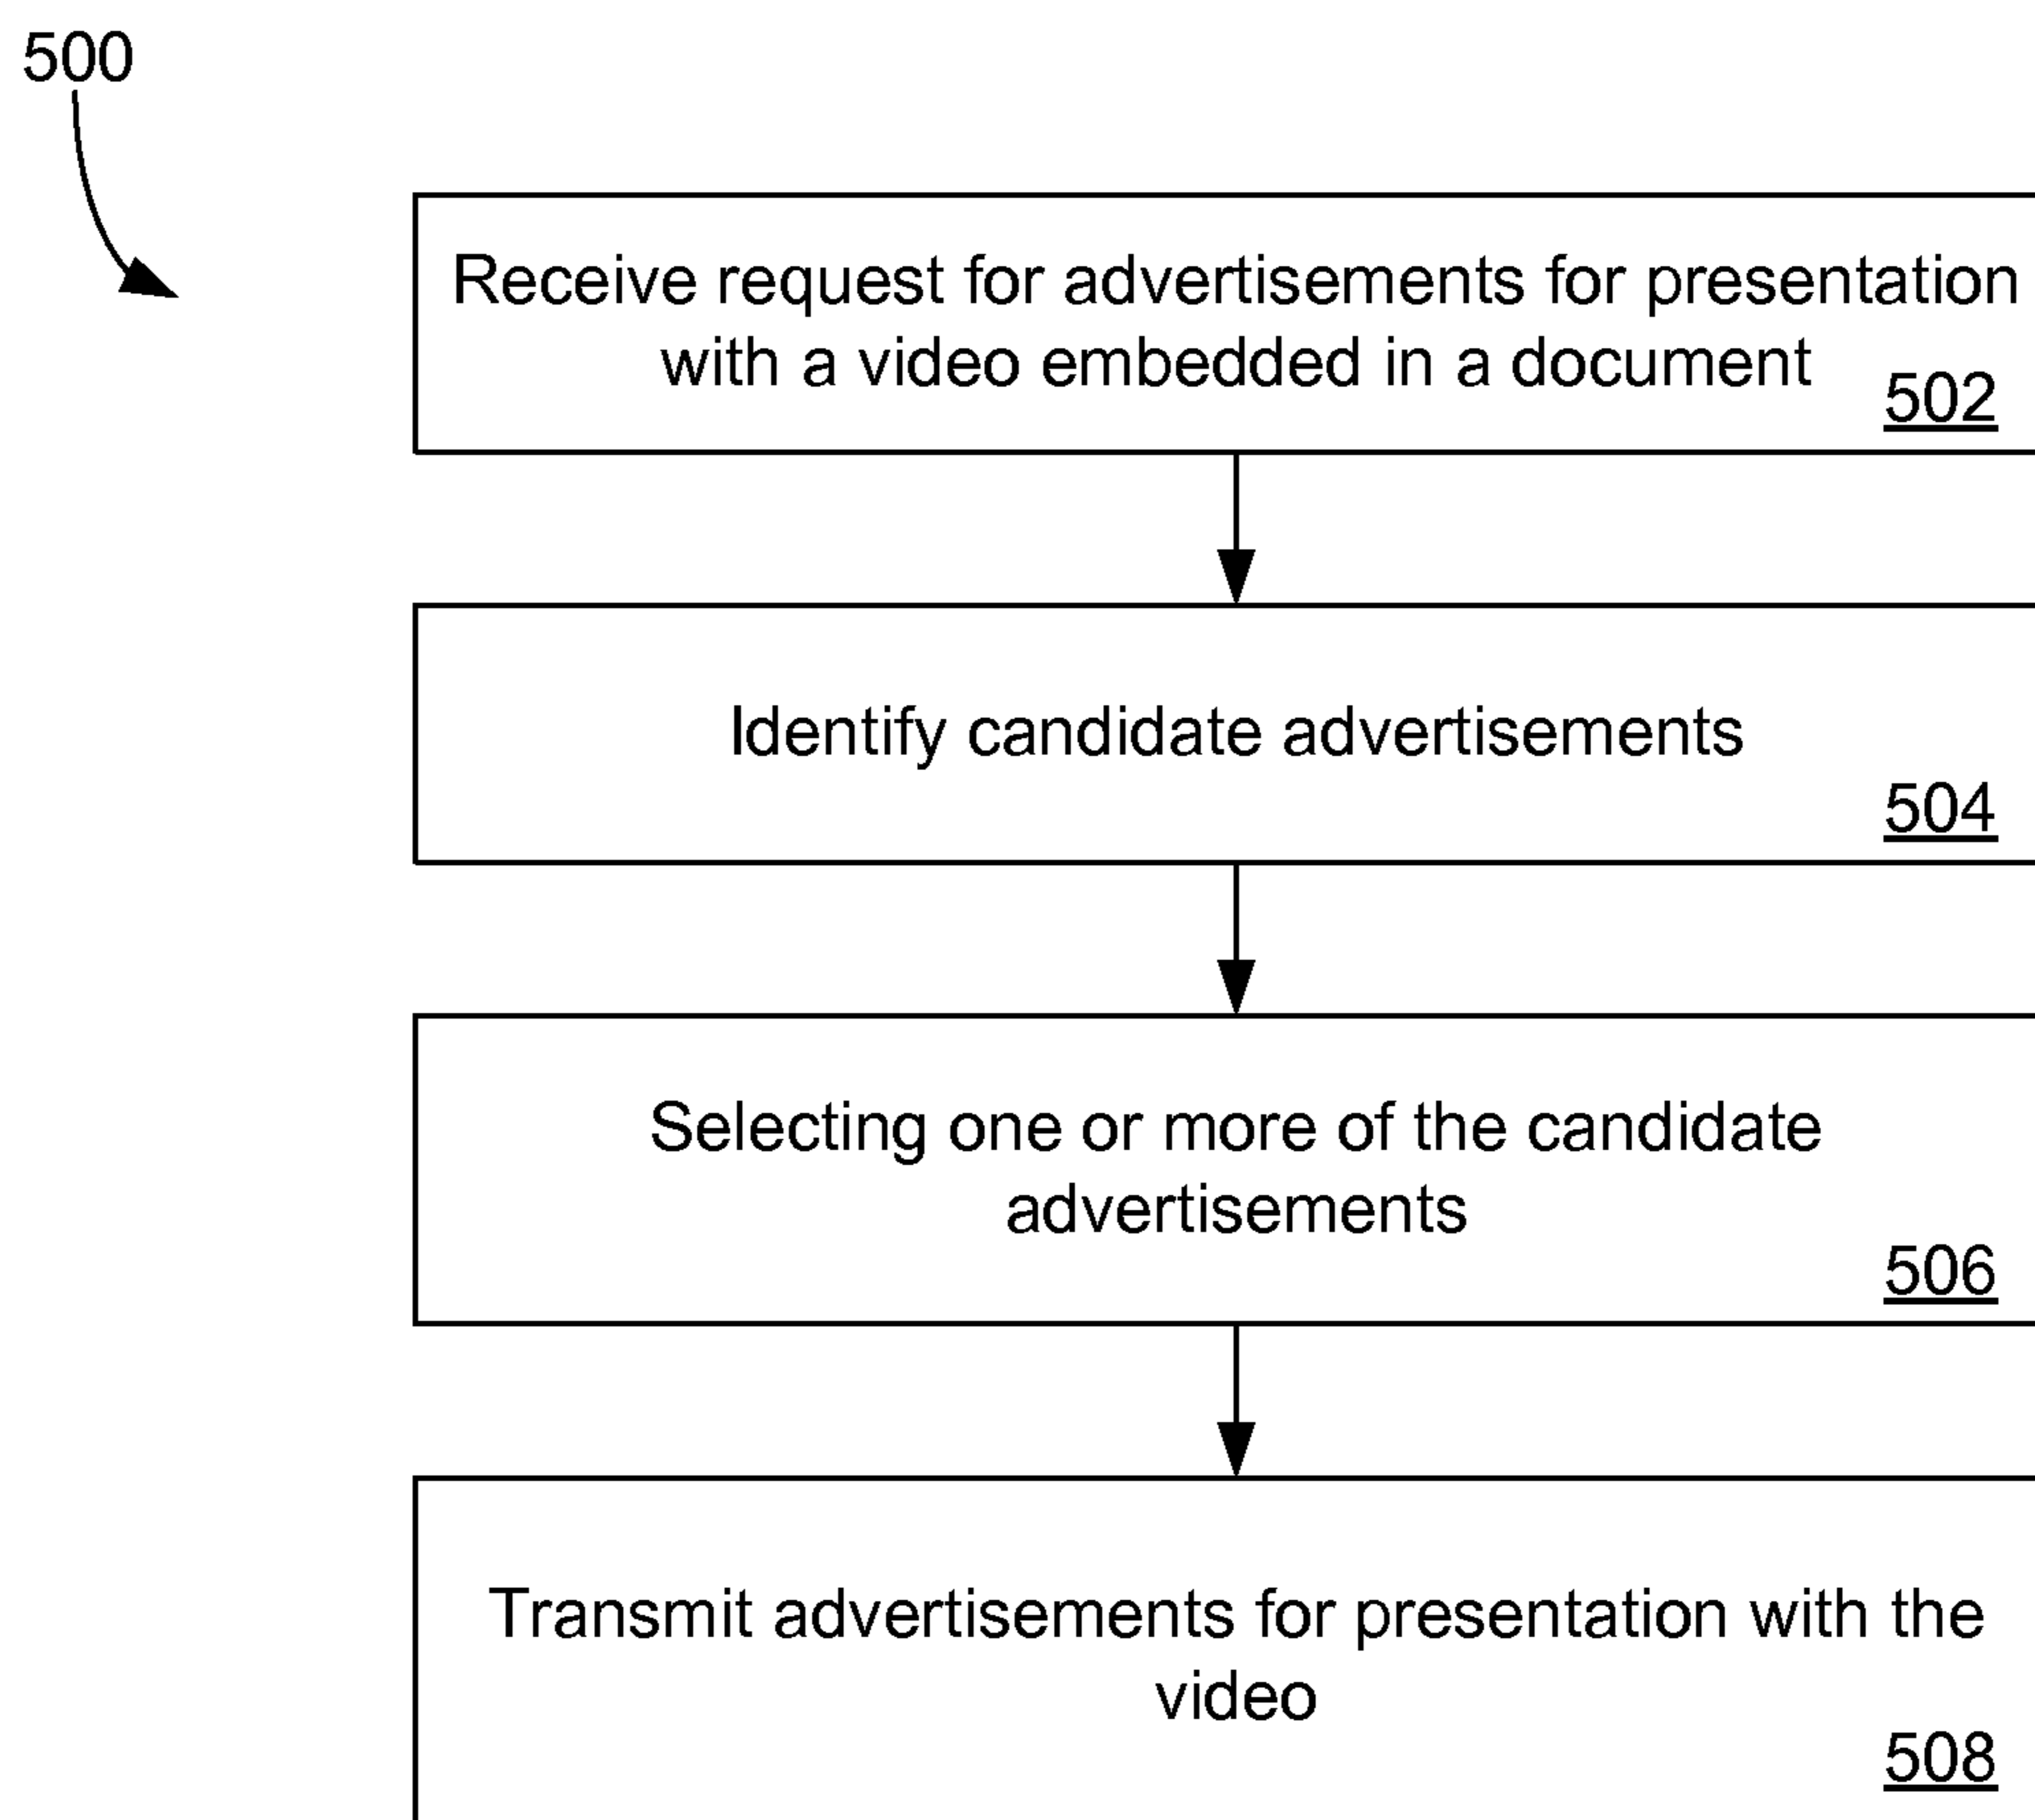 500
Receive request for advertisements for presentation
with a video embedded in a document
502
Identify candidate advertisements
504
Selecting one or more of the candidate
advertisements
506
Transmit advertisements for presentation with the
video
508